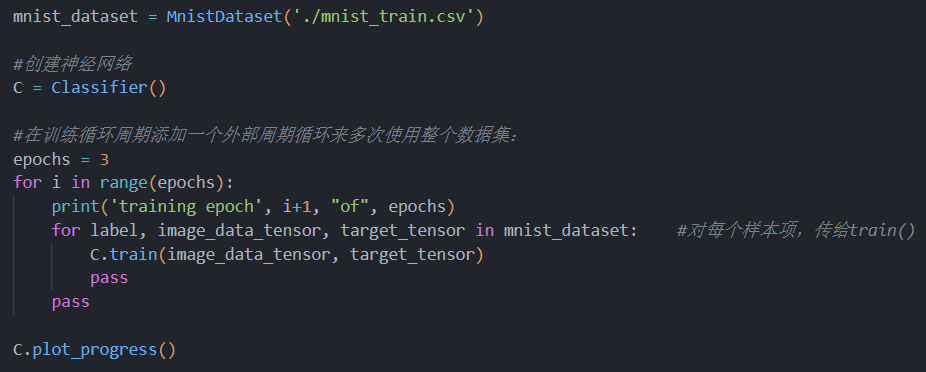 mnist_dataset = MnistDataset('./mnist_train.csv')
#创建神经网络
C = Classifier()
#在训练循环周期添加一个外部周期循环来多次使用整个数据集：
epochs = 3
for i in range(epochs):
    print('training epoch', i+1, "of", epochs)
    for label, image_data_tensor, target_tensor in mnist_dataset:    #对每个样本项，传给train()
        C.train(image_data_tensor, target_tensor)
        pass
    pass
C.plot_progress()